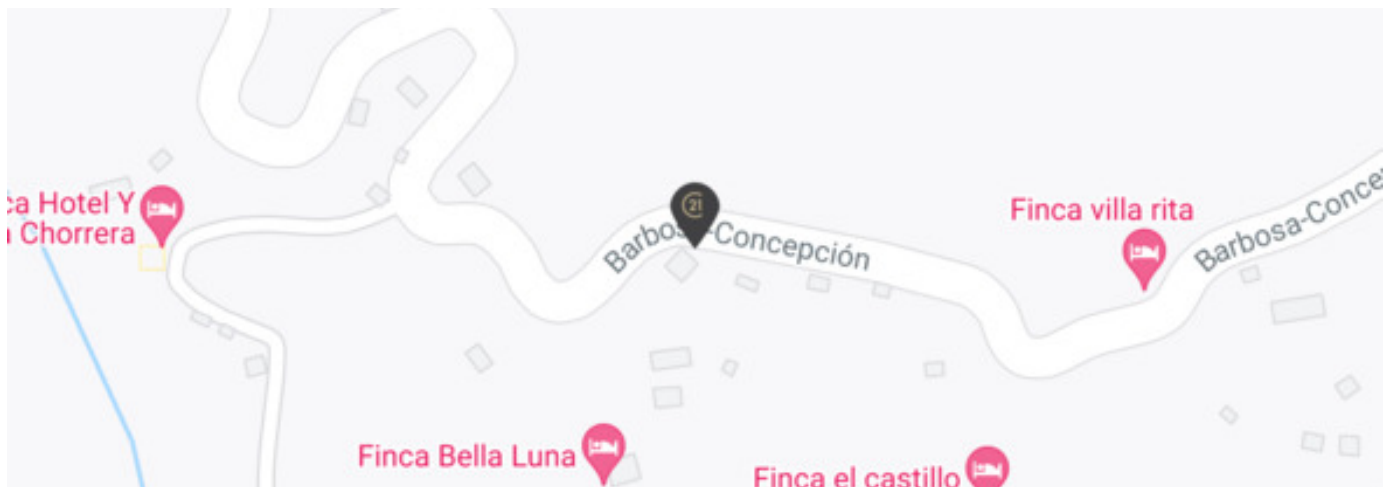 ca Hotel Y
Chorrera
21
Barbosa-Concepción
Finca villa rita
Barbosa-Conce
Finca Bella Luna
Finca el castillo